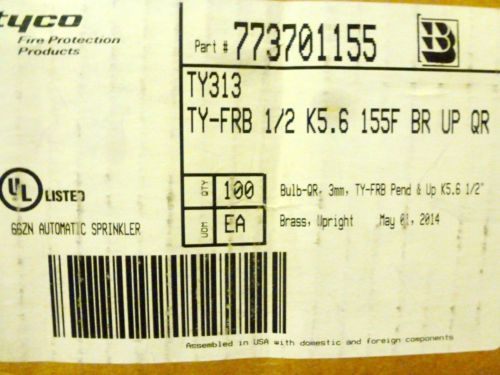 tyco
Fire Protection
Products
Part # 773701155
TY313
TY-FRB 1/2 K5.6 155F BR UP QR
UL LISTED
QTY 100
Bulb-QR, 3mm, TY-FRB Pend & Up K5.6 1/2"
UOM EA
Brass, Upright May 01, 2014
66ZN AUTOMATIC SPRINKLER
Assembled in USA with domestic and foreign components